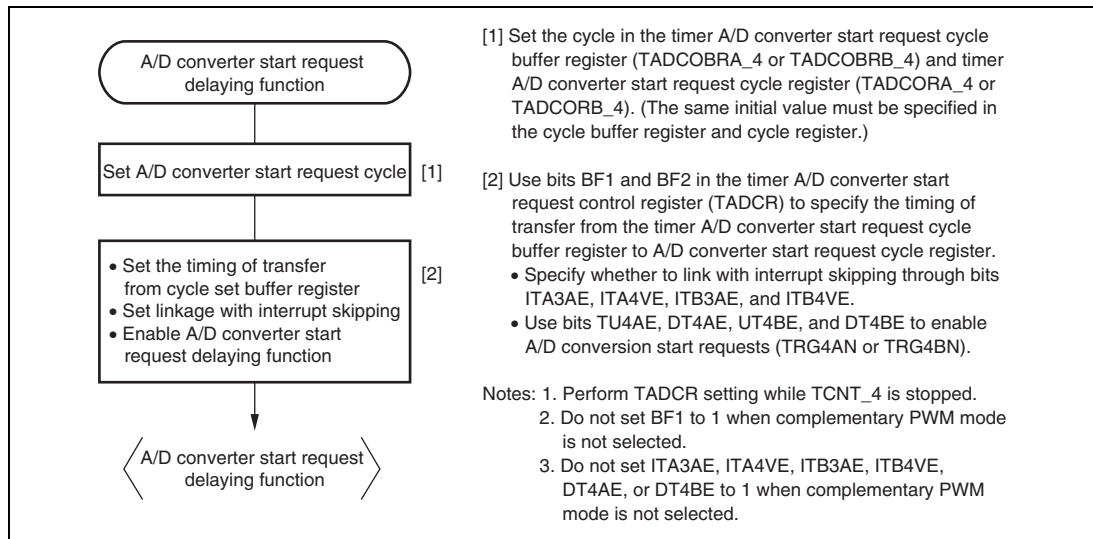 A/D converter start request
delaying function
Set A/D converter start request cycle
[1]
• Set the timing of transfer
from cycle set buffer register
• Set linkage with interrupt skipping
• Enable A/D converter start
request delaying function
[2]
A/D converter start request
delaying function
[1] Set the cycle in the timer A/D converter start request cycle
buffer register (TADCOBRA_4 or TADCOBRB_4) and timer
A/D converter start request cycle register (TADCORA_4 or
TADCORB_4). (The same initial value must be specified in
the cycle buffer register and cycle register.)
[2] Use bits BF1 and BF2 in the timer A/D converter start
request control register (TADCR) to specify the timing of
transfer from the timer A/D converter start request cycle
buffer register to A/D converter start request cycle register.
• Specify whether to link with interrupt skipping through bits
ITA3AE, ITA4VE, ITB3AE, and ITB4VE.
• Use bits TU4AE, DT4AE, UT4BE, and DT4BE to enable
A/D conversion start requests (TRG4AN or TRG4BN).
Notes: 1. Perform TADCR setting while TCNT_4 is stopped.
2. Do not set BF1 to 1 when complementary PWM mode
is not selected.
3. Do not set ITA3AE, ITA4VE, ITB3AE, ITB4VE,
DT4AE, or DT4BE to 1 when complementary PWM
mode is not selected.